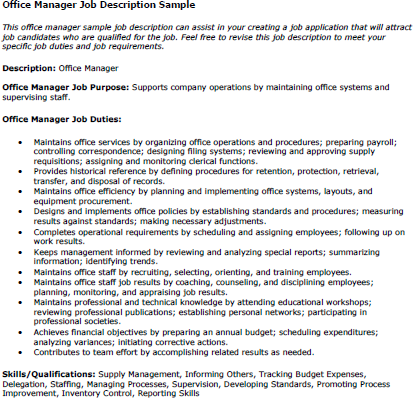 Office Manager Job Description Sample
This office manager sample job description can assist in your creating a job application that will attract
job candidates who are qualified for the job. Feel free to revise this job description to meet your
specific job duties and job requirements.
Description: Office Manager
Office Manager Job Purpose: Supports company operations by maintaining office systems and
supervising staff.
Office Manager Job Duties:
• Maintains office services by organizing office operations and procedures; preparing payroll;
controlling correspondence; designing filing systems; reviewing and approving supply
requisitions; assigning and monitoring clerical functions.
• Provides historical reference by defining procedures for retention, protection, retrieval,
transfer, and disposal of records.
• Maintains office efficiency by planning and implementing office systems, layouts, and
equipment procurement.
• Designs and implements office policies by establishing standards and procedures; measuring
results against standards; making necessary adjustments.
• Completes operational requirements by scheduling and assigning employees; following up on
work results.
• Keeps management informed by reviewing and analyzing special reports; summarizing
information; identifying trends.
• Maintains office staff by recruiting, selecting, orienting, and training employees.
• Maintains office staff job results by coaching, counseling, and disciplining employees;
planning, monitoring, and appraising job results.
• Maintains professional and technical knowledge by attending educational workshops;
reviewing professional publications; establishing personal networks; participating in
professional societies.
• Achieves financial objectives by preparing an annual budget; scheduling expenditures;
analyzing variances; initiating corrective actions.
• Contributes to team effort by accomplishing related results as needed.
Skills/Qualifications: Supply Management, Informing Others, Tracking Budget Expenses,
Delegation, Staffing, Managing Processes, Supervision, Developing Standards, Promoting Process
Improvement, Inventory Control, Reporting Skills